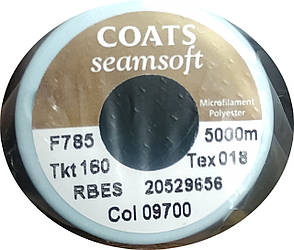 COATS
seamsoft
Microfilament
Polyester
F785 5000m
Tkt 160 Tex 018
RBES 20529656
Col 09700